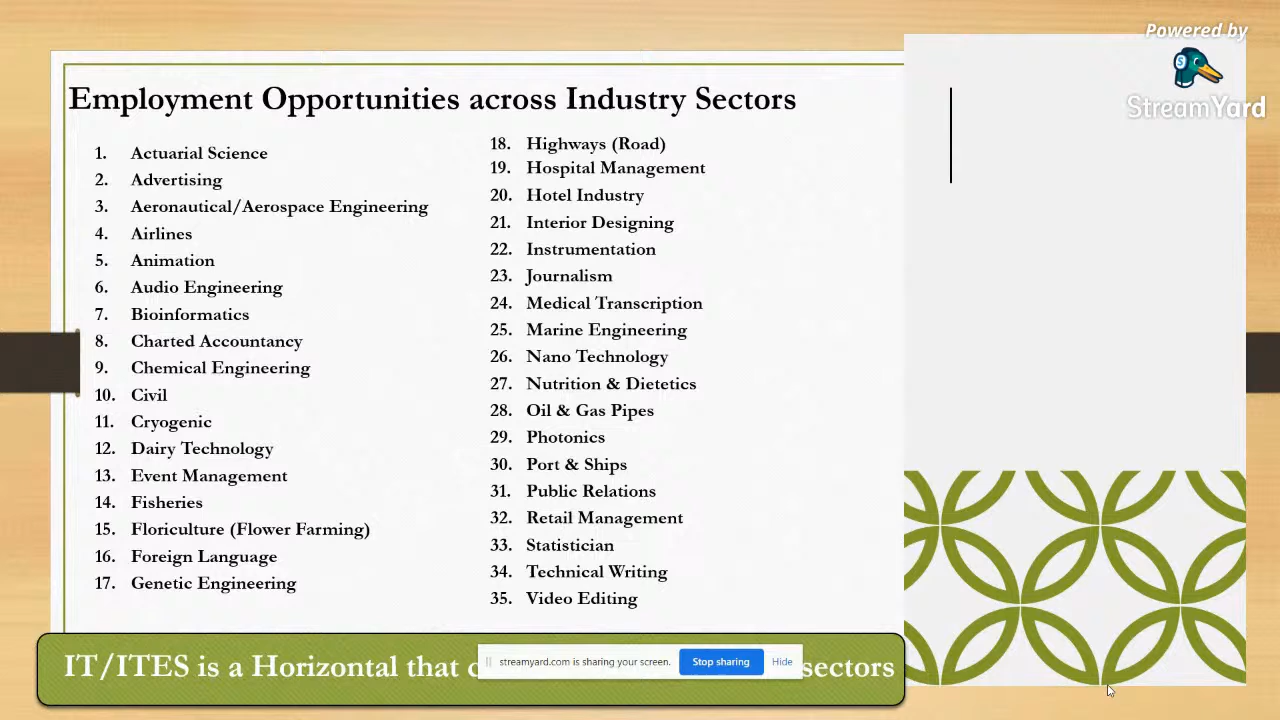 Powered by
StreamYard
Employment Opportunities across Industry Sectors
1. Actuarial Science
2. Advertising
3. Aeronautical/Aerospace Engineering
4. Airlines
5. Animation
6. Audio Engineering
7. Bioinformatics
8. Charted Accountancy
9. Chemical Engineering
10. Civil
11. Cryogenic
12. Dairy Technology
13. Event Management
14. Fisheries
15. Floriculture (Flower Farming)
16. Foreign Language
17. Genetic Engineering
18. Highways (Road)
19. Hospital Management
20. Hotel Industry
21. Interior Designing
22. Instrumentation
23. Journalism
24. Medical Transcription
25. Marine Engineering
26. Nano Technology
27. Nutrition & Dietetics
28. Oil & Gas Pipes
29. Photonics
30. Port & Ships
31. Public Relations
32. Retail Management
33. Statistician
34. Technical Writing
35. Video Editing
IT/ITES is a Horizontal that sectors
streamyard.com is sharing your screen. Stop sharing Hide